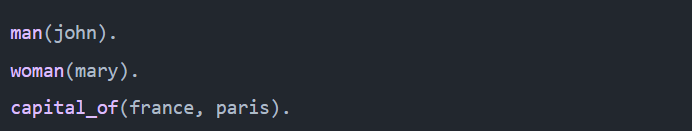 man(john).
woman(mary).
capital_of(france, paris).